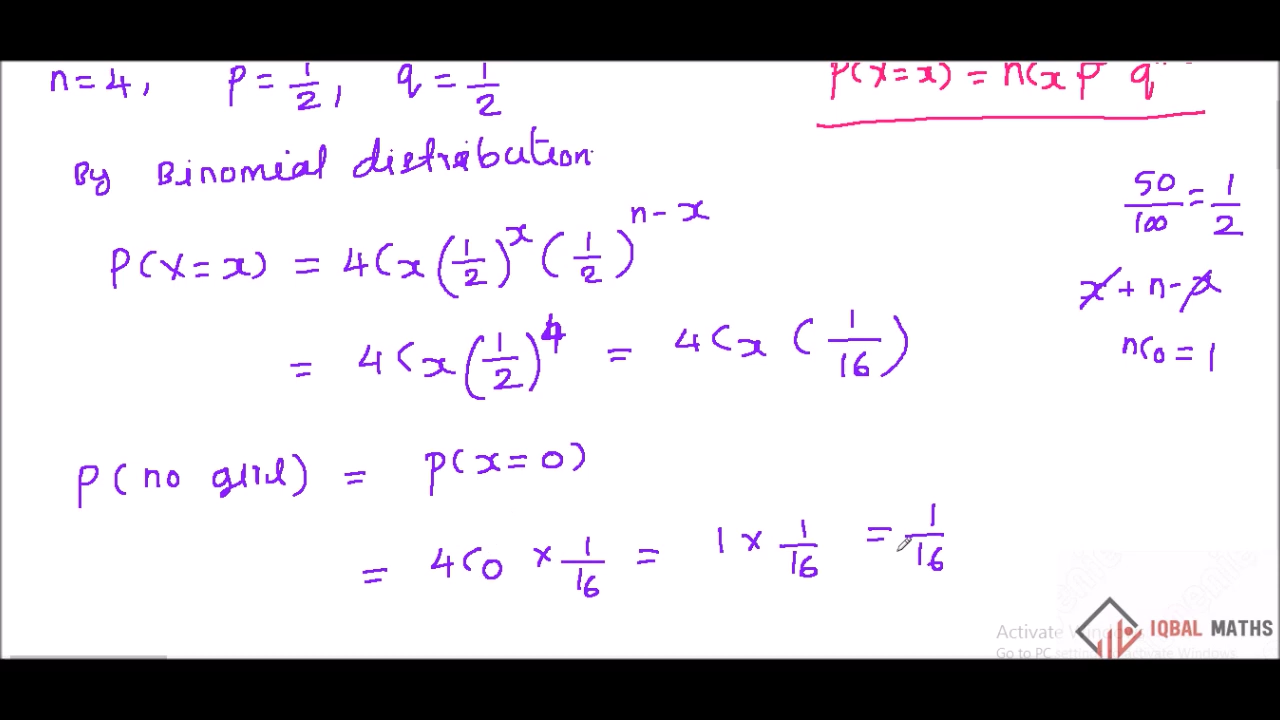 n = 4, p = 1/2, q = 1/2
P(X=x) = nCx p q
By Binomial distribution
50/100 = 1/2
P(X=x) = 4Cx (1/2)^x (1/2)^(n-x)
x + n - x
= 4Cx (1/2)^4 = 4Cx (1/16)
nC0 = 1
P(no girl) = P(x=0)
= 4C0 × 1/16 = 1 × 1/16 = 1/16
IQBAL MATHS
Activate Windows
Go to PC settings to activate Windows